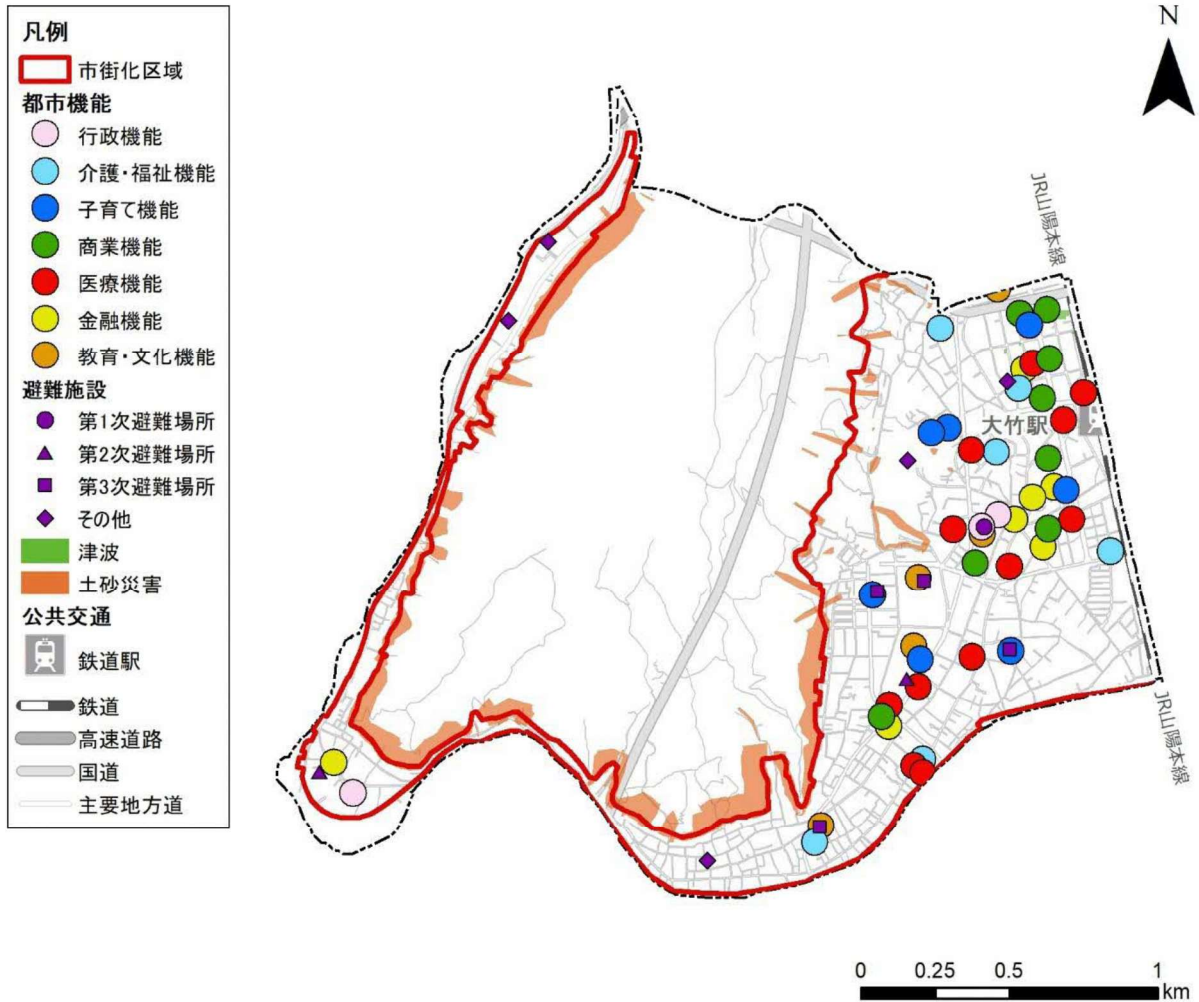 凡例
市街化区域
都市機能
行政機能
介護・福祉機能
子育て機能
商業機能
医療機能
金融機能
教育・文化機能
避難施設
第1次避難場所
第2次避難場所
第3次避難場所
その他
津波
土砂災害
公共交通
鉄道駅
鉄道
高速道路
国道
主要地方道
N
JR山陽本線
大竹駅
JR山陽本線
0 0.25 0.5 1
km